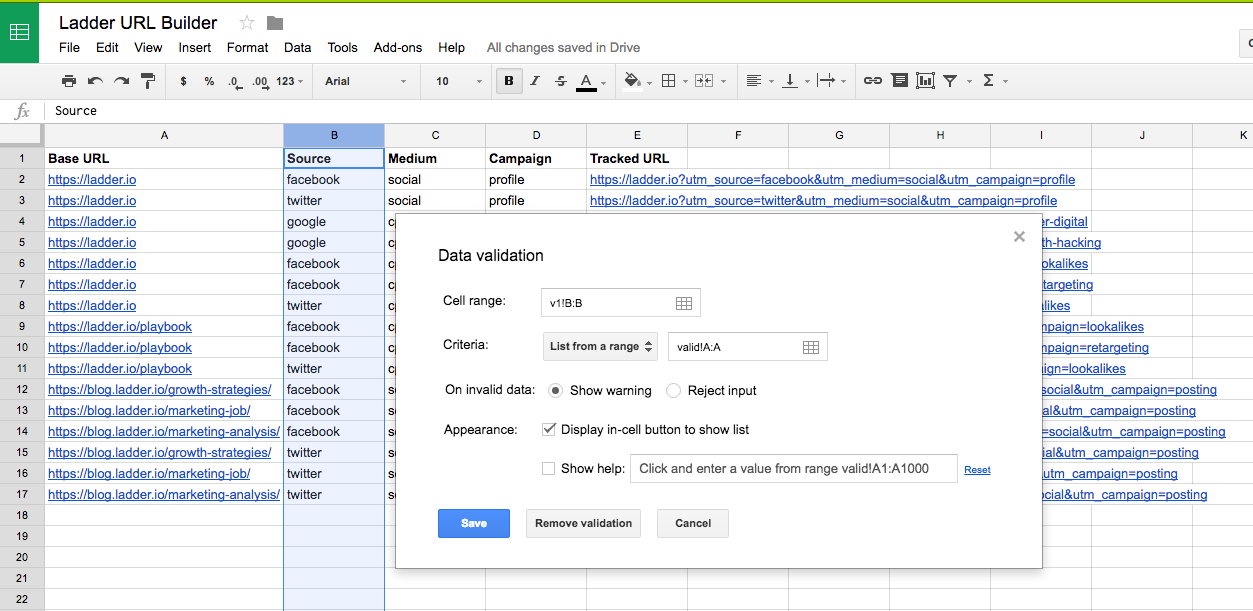 Ladder URL Builder
File Edit View Insert Format Data Tools Add-ons Help All changes saved in Drive
$ % .0 .00 123 Arial 10 B I S A Σ
fx Source
A B C D E F G H I J K
1 Base URL Source Medium Campaign Tracked URL
2 https://ladder.io facebook social profile https://ladder.io?utm_source=facebook&utm_medium=social&utm_campaign=profile
3 https://ladder.io twitter social profile https://ladder.io?utm_source=twitter&utm_medium=social&utm_campaign=profile
4 https://ladder.io google er-digital
5 https://ladder.io google th-hacking
6 https://ladder.io facebook okalikes
7 https://ladder.io facebook targeting
8 https://ladder.io twitter likes
9 https://ladder.io/playbook facebook mpaign=lookalikes
10 https://ladder.io/playbook facebook mpaign=retargeting
11 https://ladder.io/playbook twitter ign=lookalikes
12 https://blog.ladder.io/growth-strategies/ facebook social&utm_campaign=posting
13 https://blog.ladder.io/marketing-job/ facebook al&utm_campaign=posting
14 https://blog.ladder.io/marketing-analysis/ facebook =social&utm_campaign=posting
15 https://blog.ladder.io/growth-strategies/ twitter ial&utm_campaign=posting
16 https://blog.ladder.io/marketing-job/ twitter utm_campaign=posting
17 https://blog.ladder.io/marketing-analysis/ twitter cial&utm_campaign=posting
18
19
20
21
22
Data validation
Cell range: v1!B:B
Criteria: List from a range valid!A:A
On invalid data: Show warning Reject input
Appearance: Display in-cell button to show list
Show help: Click and enter a value from range valid!A1:A1000 Reset
Save Remove validation Cancel